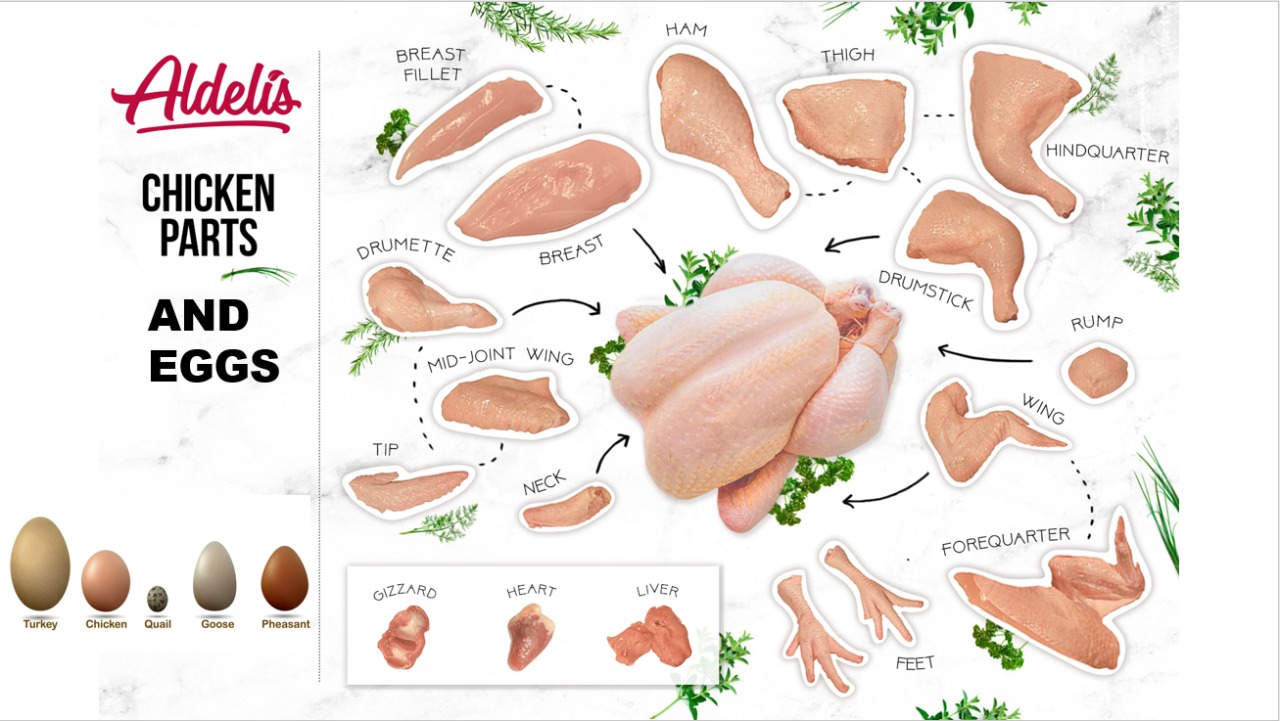 Aldelís
CHICKEN
PARTS
AND
EGGS
Turkey
Chicken
Quail
Goose
Pheasant
BREAST
FILLET
BREAST
HAM
THIGH
HINDQUARTER
DRUMSTICK
DRUMETTE
MID-JOINT WING
TIP
NECK
RUMP
WING
FOREQUARTER
FEET
GIZZARD
HEART
LIVER